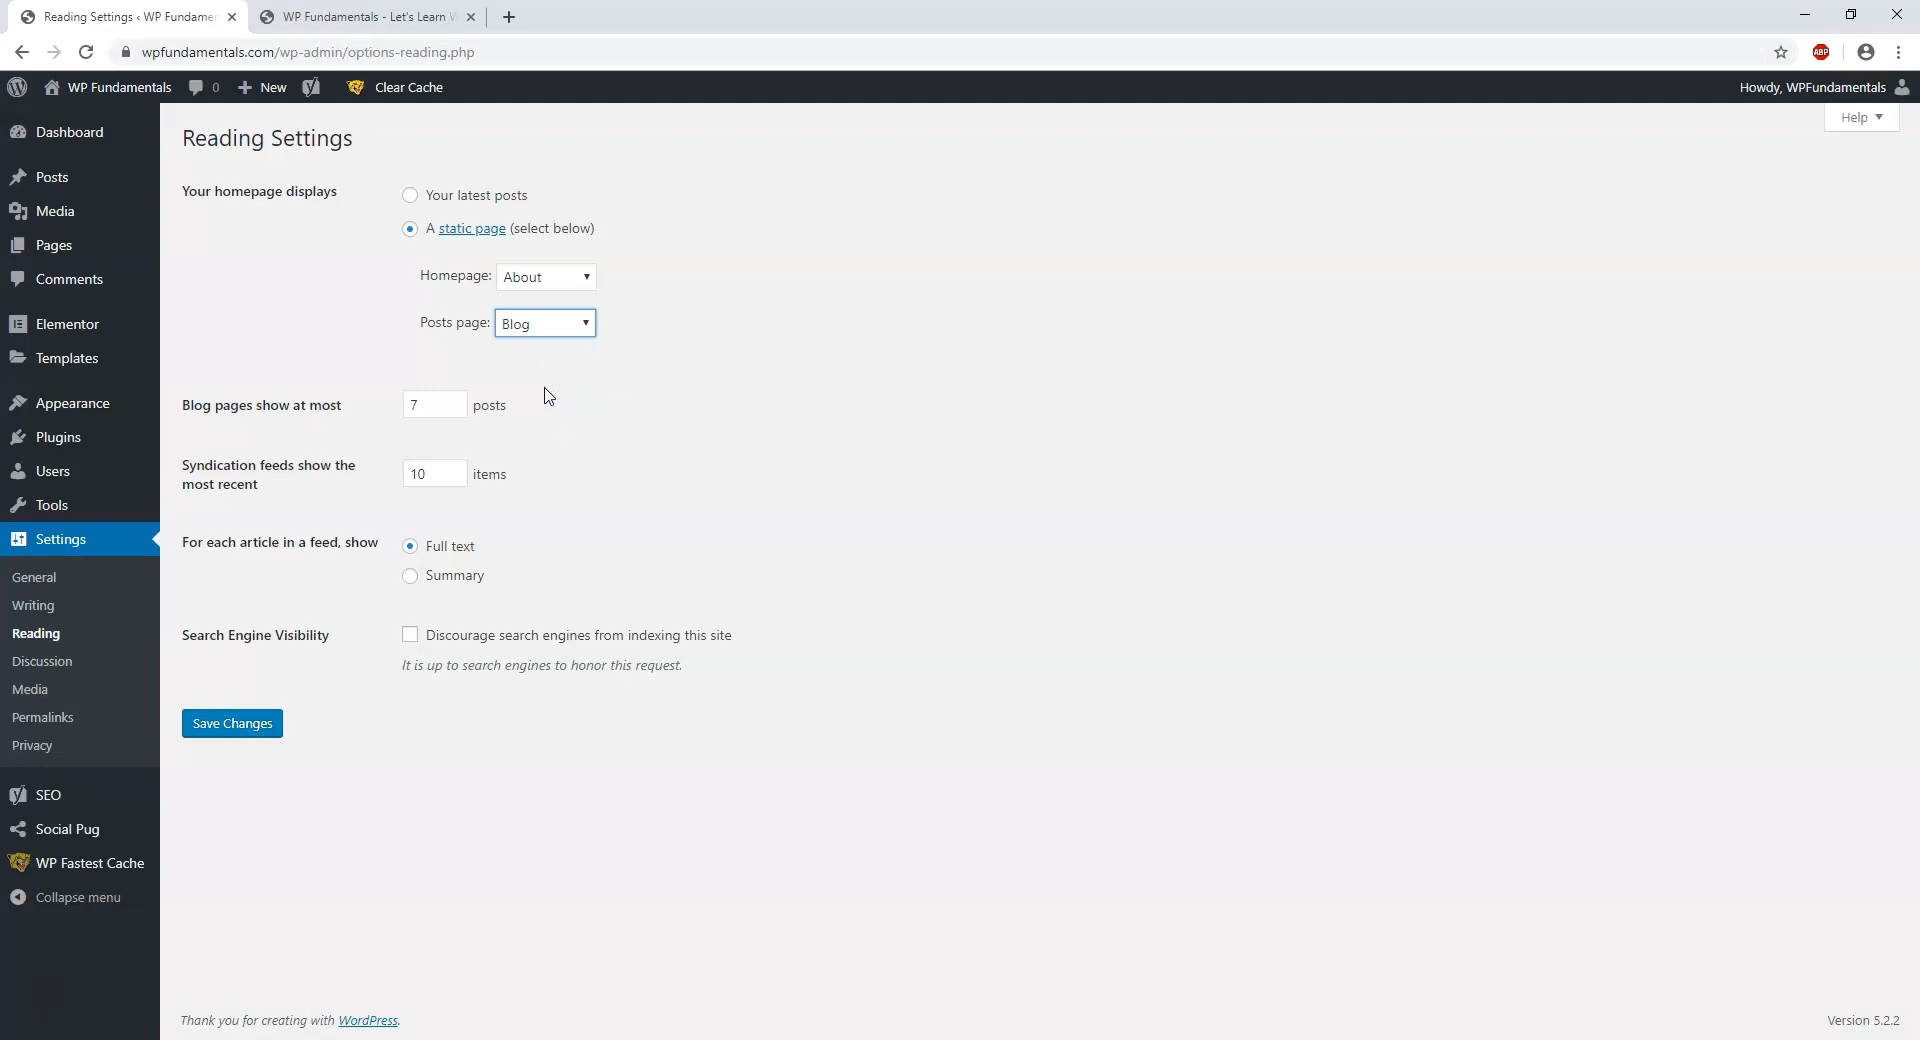 Reading Settings ‹ WP Fundamen
WP Fundamentals - Let's Learn W
wpfundamentals.com/wp-admin/options-reading.php
ABP
WP Fundamentals
0
New
Clear Cache
Howdy, WPFundamentals
Help
Dashboard
Posts
Media
Pages
Comments
Elementor
Templates
Appearance
Plugins
Users
Tools
Settings
General
Writing
Reading
Discussion
Media
Permalinks
Privacy
SEO
Social Pug
WP Fastest Cache
Collapse menu
Reading Settings
Your homepage displays
Your latest posts
A static page (select below)
Homepage: About
Posts page: Blog
Blog pages show at most
7 posts
Syndication feeds show the
most recent
10 items
For each article in a feed, show
Full text
Summary
Search Engine Visibility
Discourage search engines from indexing this site
It is up to search engines to honor this request.
Save Changes
Thank you for creating with WordPress.
Version 5.2.2